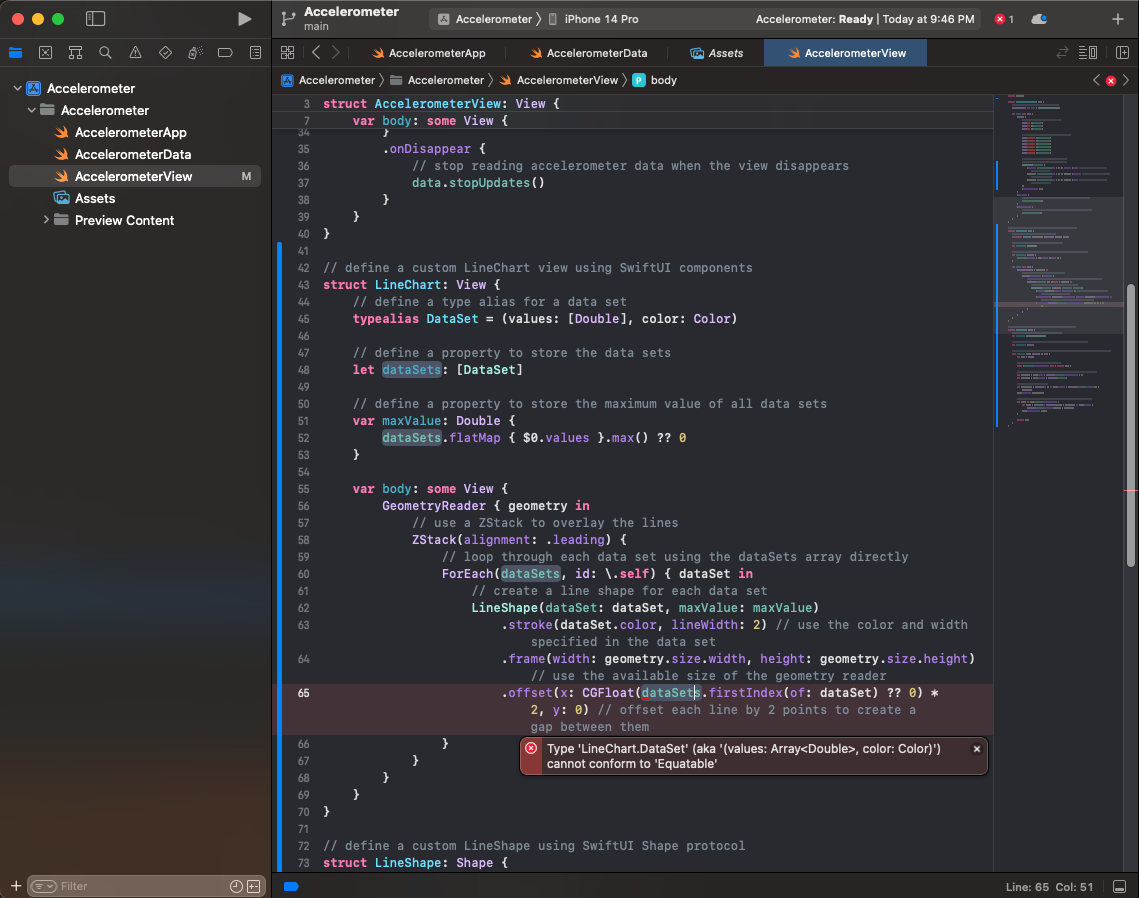 Accelerometer
main
Accelerometer 〉 iPhone 14 Pro
Accelerometer: Ready | Today at 9:46 PM
1
AccelerometerApp
AccelerometerData
Assets
AccelerometerView
Accelerometer 〉 Accelerometer 〉 AccelerometerView 〉 P body
Accelerometer
Accelerometer
AccelerometerApp
AccelerometerData
AccelerometerView M
Assets
Preview Content
3 struct AccelerometerView: View {
7 var body: some View {
34 }
35 .onDisappear {
36 // stop reading accelerometer data when the view disappears
37 data.stopUpdates()
38 }
39 }
40 }
41
42 // define a custom LineChart view using SwiftUI components
43 struct LineChart: View {
44 // define a type alias for a data set
45 typealias DataSet = (values: [Double], color: Color)
46
47 // define a property to store the data sets
48 let dataSets: [DataSet]
49
50 // define a property to store the maximum value of all data sets
51 var maxValue: Double {
52 dataSets.flatMap { $0.values }.max() ?? 0
53 }
54
55 var body: some View {
56 GeometryReader { geometry in
57 // use a ZStack to overlay the lines
58 ZStack(alignment: .leading) {
59 // loop through each data set using the dataSets array directly
60 ForEach(dataSets, id: \.self) { dataSet in
61 // create a line shape for each data set
62 LineShape(dataSet: dataSet, maxValue: maxValue)
63 .stroke(dataSet.color, lineWidth: 2) // use the color and width
specified in the data set
64 .frame(width: geometry.size.width, height: geometry.size.height)
// use the available size of the geometry reader
65 .offset(x: CGFloat(dataSets.firstIndex(of: dataSet) ?? 0) *
2, y: 0) // offset each line by 2 points to create a
gap between them
66 }
Type 'LineChart.DataSet' (aka '(values: Array<Double>, color: Color)')
cannot conform to 'Equatable'
67 }
68 }
69 }
70 }
71
72 // define a custom LineShape using SwiftUI Shape protocol
73 struct LineShape: Shape {
Filter
Line: 65 Col: 51